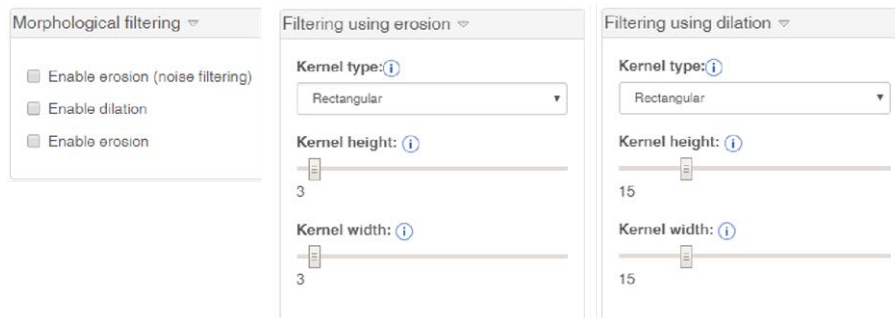 Morphological filtering
Enable erosion (noise filtering)
Enable dilation
Enable erosion
Filtering using erosion
Kernel type:
Rectangular
Kernel height:
3
Kernel width:
3
Filtering using dilation
Kernel type:
Rectangular
Kernel height:
15
Kernel width:
15